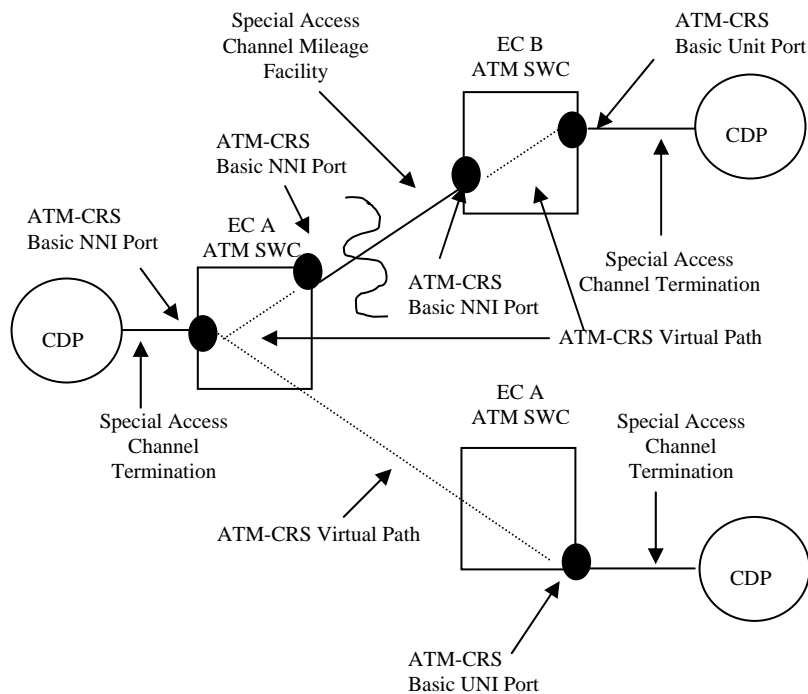 Special Access
Channel Mileage
Facility
EC B
ATM SWC
ATM-CRS
Basic Unit Port
CDP
ATM-CRS
Basic NNI Port
ATM-CRS
Basic NNI Port
EC A
ATM SWC
ATM-CRS
Basic NNI Port
Special Access
Channel Termination
CDP
ATM-CRS Virtual Path
Special Access
Channel
Termination
EC A
ATM SWC
Special Access
Channel
Termination
ATM-CRS Virtual Path
CDP
ATM-CRS
Basic UNI Port